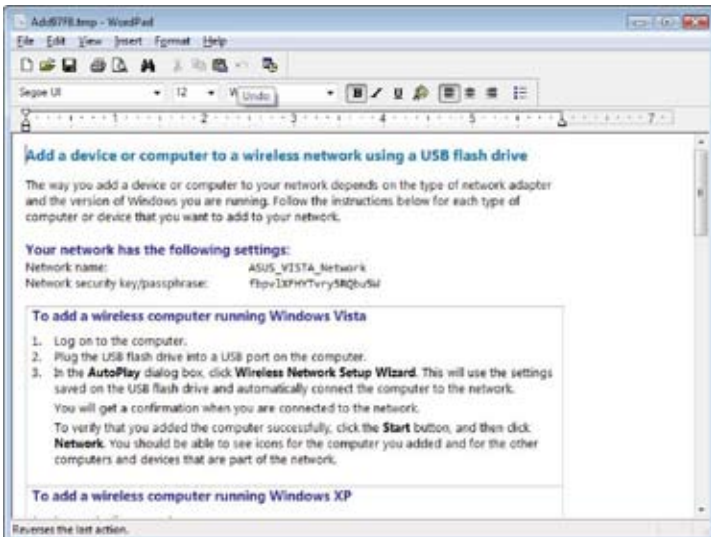 Add97FB.tmp - WordPad
File Edit View Insert Format Help
Segoe UI 12
Undo
1 2 3 4 5 7
Add a device or computer to a wireless network using a USB flash drive
The way you add a device or computer to your network depends on the type of network adapter
and the version of Windows you are running. Follow the instructions below for each type of
computer or device that you want to add to your network.
Your network has the following settings:
Network name: ASUS_VISTA_Network
Network security key/passphrase:
To add a wireless computer running Windows Vista
1. Log on to the computer.
2. Plug the USB flash drive into a USB port on the computer.
3. In the AutoPlay dialog box, click Wireless Network Setup Wizard. This will use the settings
saved on the USB flash drive and automatically connect the computer to the network.
You will get a confirmation when you are connected to the network.
To verify that you added the computer successfully, click the Start button, and then click
Network. You should be able to see icons for the computer you added and for the other
computers and devices that are part of the network.
To add a wireless computer running Windows XP
Reverses the last action.